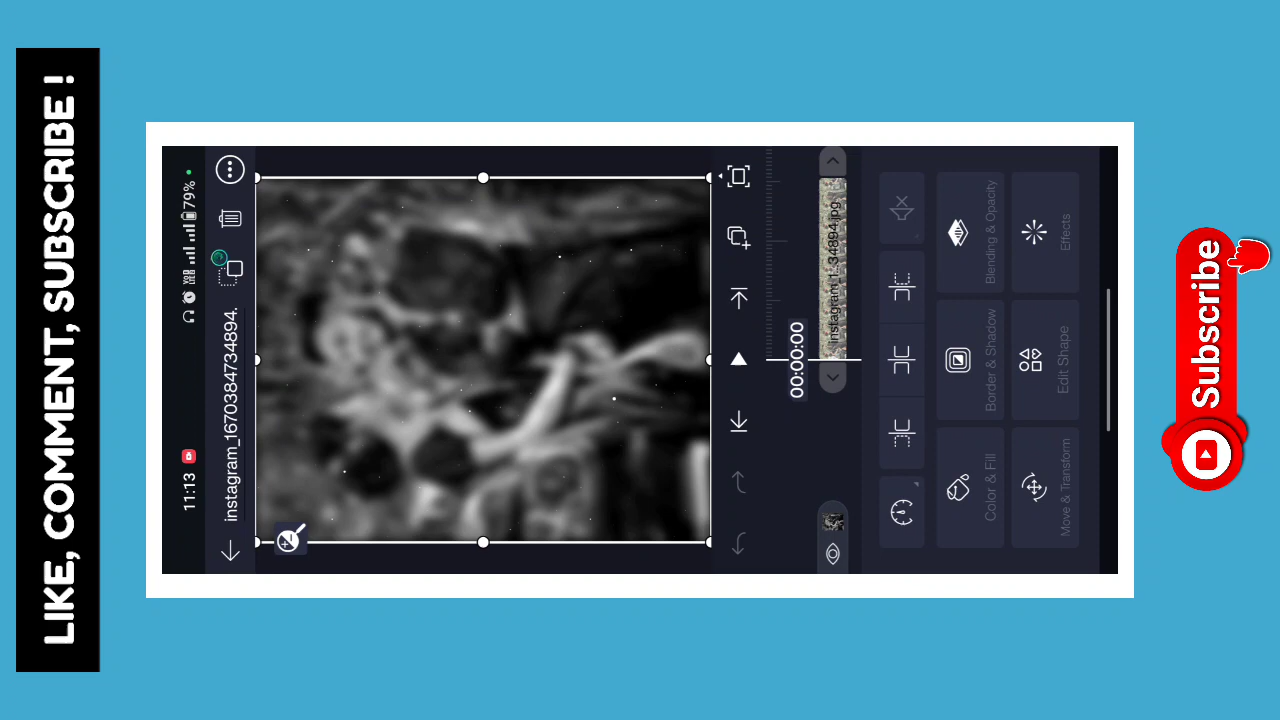 LIKE, COMMENT, SUBSCRIBE !
11:13
79%
instagram_1670384734894.
00:00:00
instagram_1...34894.jpg
Color & Fill
Border & Shadow
Blending & Opacity
Move & Transform
Edit Shape
Effects
Subscribe